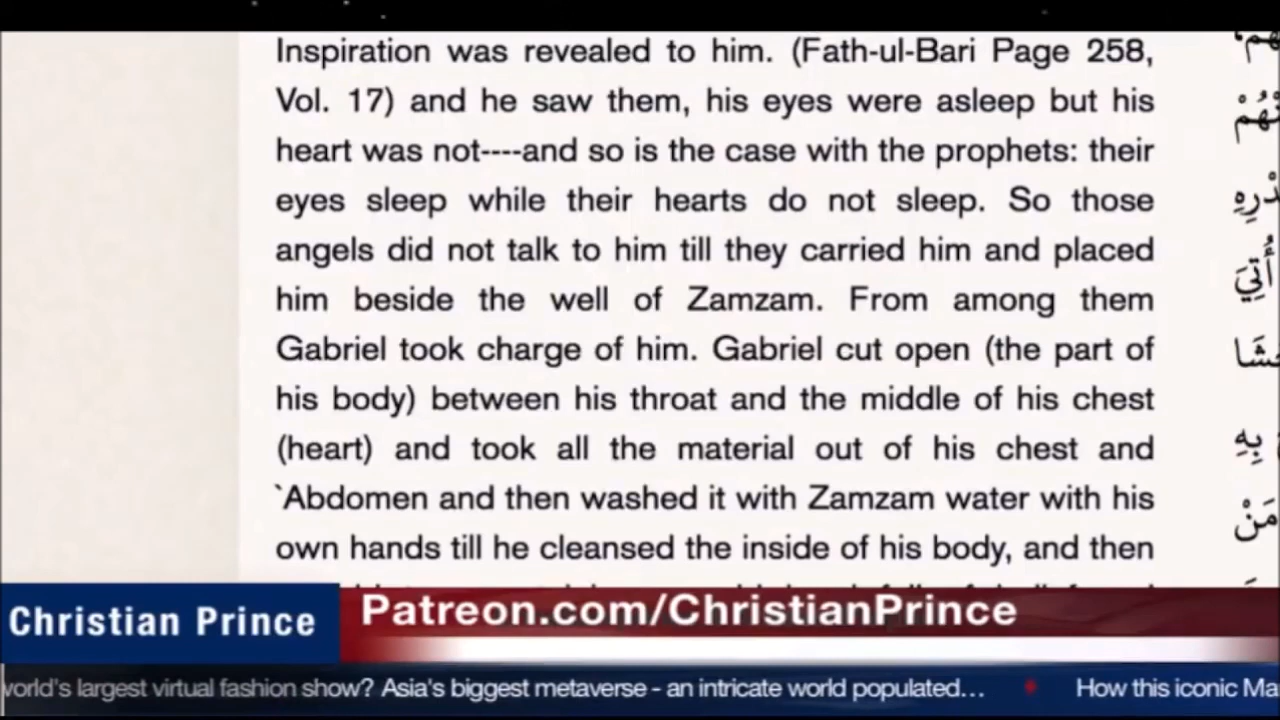 Inspiration was revealed to him. (Fath-ul-Bari Page 258,
Vol. 17) and he saw them, his eyes were asleep but his
heart was not----and so is the case with the prophets: their
eyes sleep while their hearts do not sleep. So those
angels did not talk to him till they carried him and placed
him beside the well of Zamzam. From among them
Gabriel took charge of him. Gabriel cut open (the part of
his body) between his throat and the middle of his chest
(heart) and took all the material out of his chest and
`Abdomen and then washed it with Zamzam water with his
own hands till he cleansed the inside of his body, and then
Christian Prince
Patreon.com/ChristianPrince
world's largest virtual fashion show? Asia's biggest metaverse - an intricate world populated… How this iconic Ma